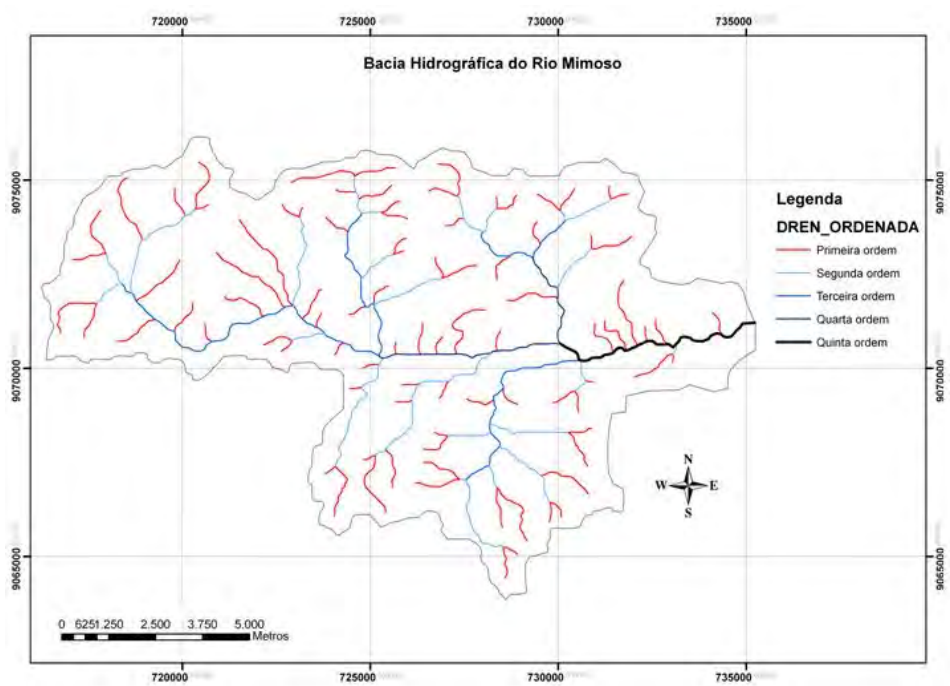 720000 725000 730000 735000
Bacia Hidrográfica do Rio Mimoso
9075000
9075000
Legenda
DREN_ORDENADA
Primeira ordem
Segunda ordem
Terceira ordem
Quarta ordem
Quinta ordem
9070000
9070000
N
W E
S
9065000
9065000
0 625 1.250 2.500 3.750 5.000
Metros
720000 725000 730000 735000